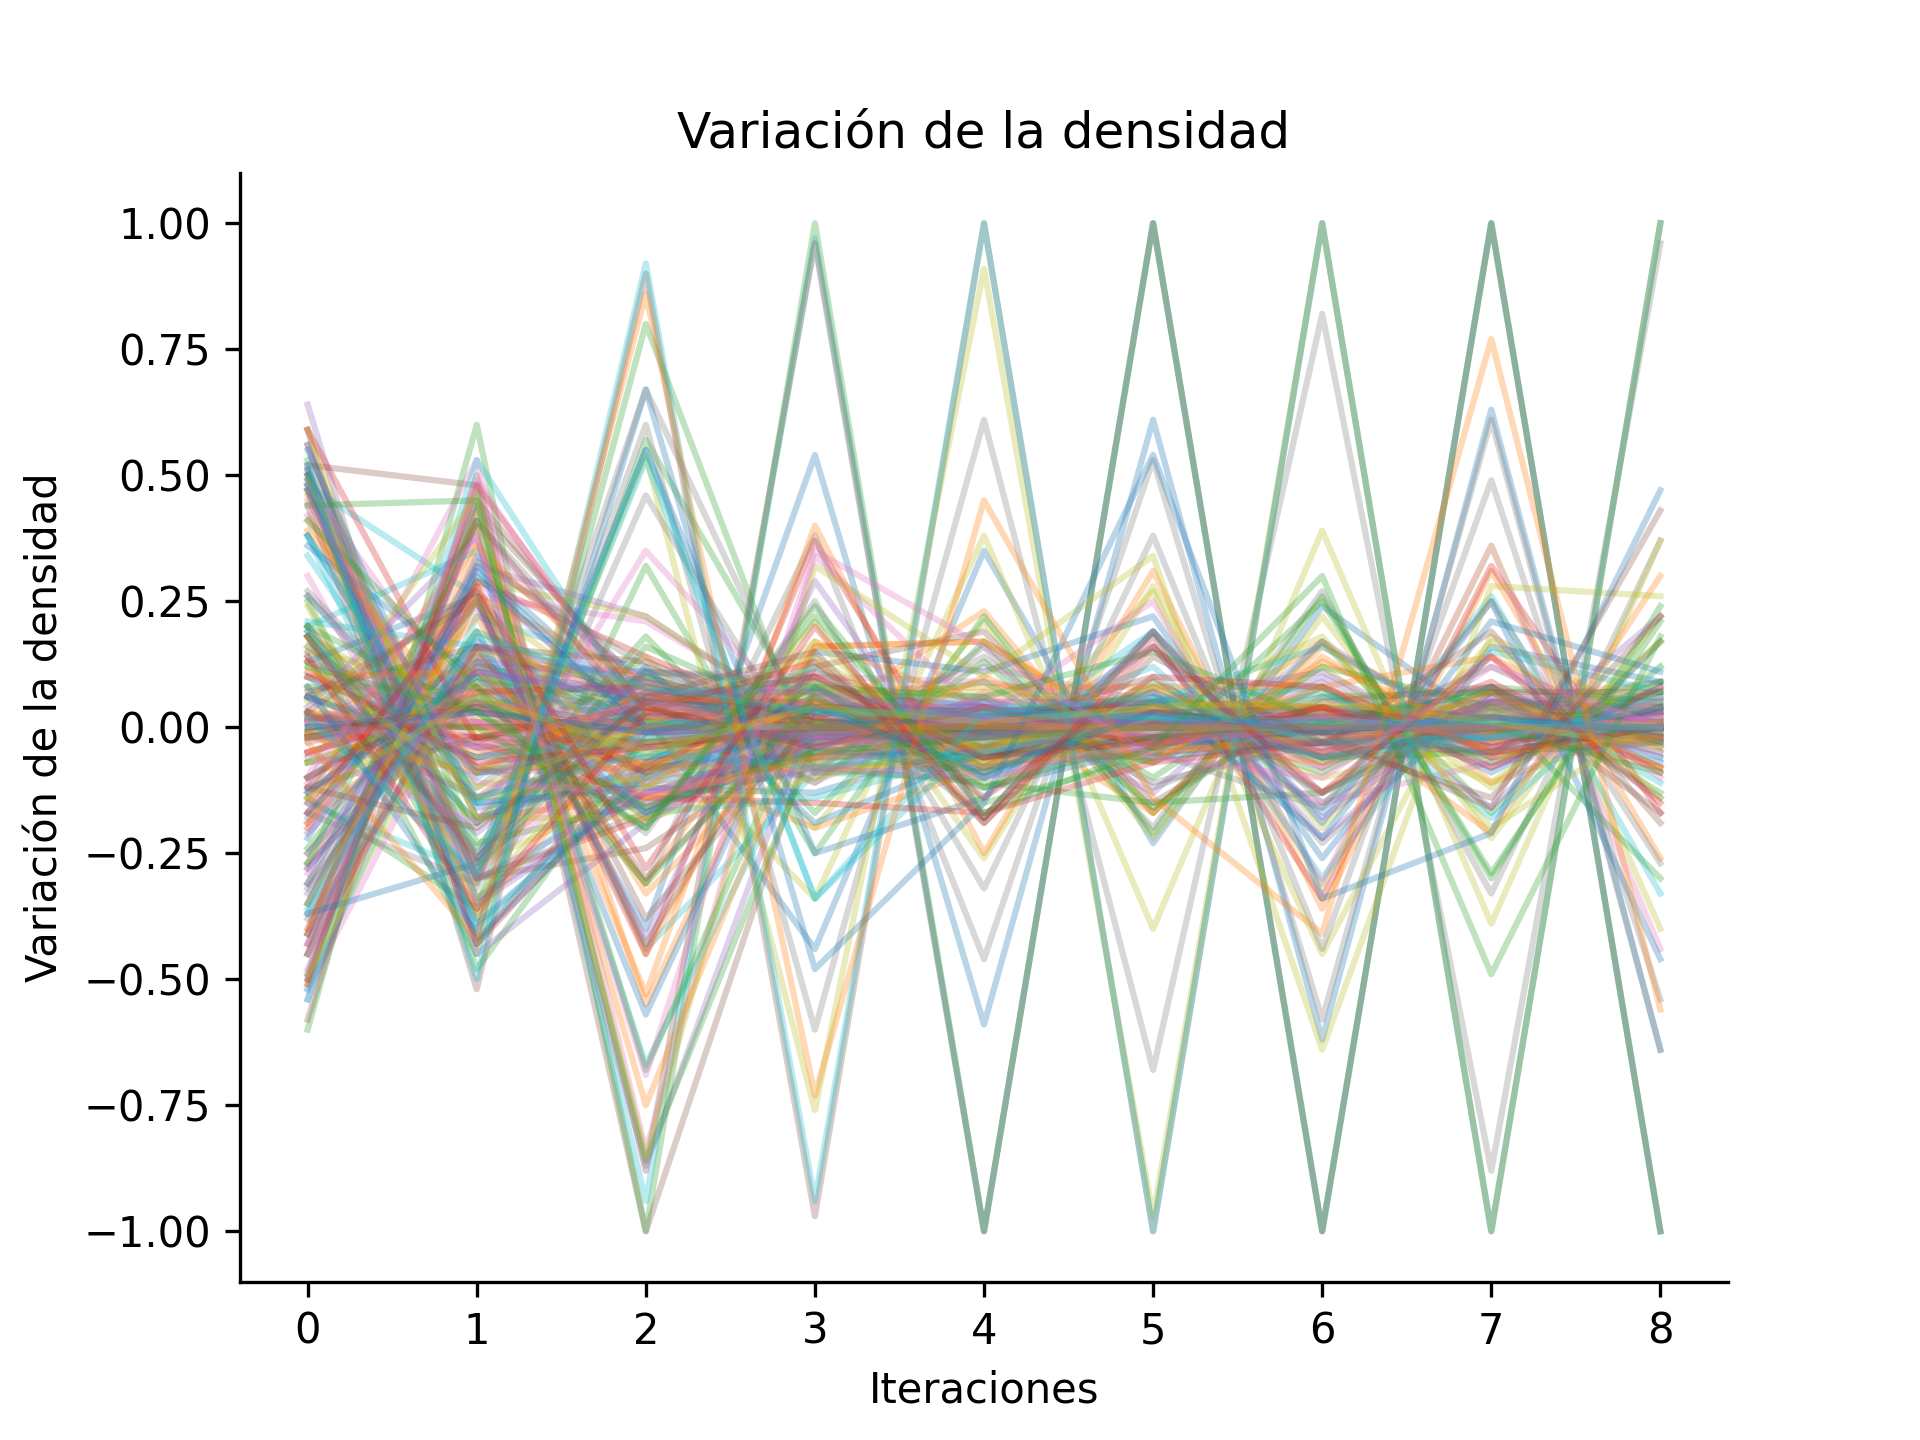 Variación de la densidad
Variación de la densidad
1.00
0.75
0.50
0.25
0.00
−0.25
−0.50
−0.75
−1.00
0 1 2 3 4 5 6 7 8
Iteraciones